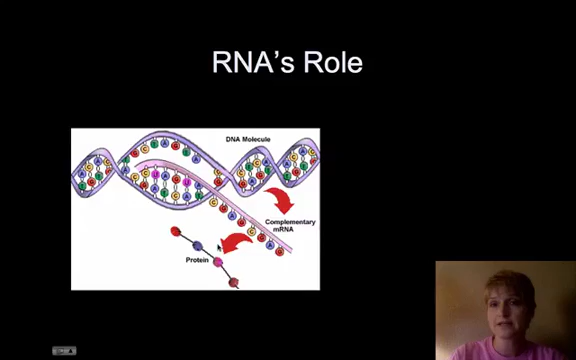 RNA's Role
DNA Molecule
Complementary
mRNA
Protein